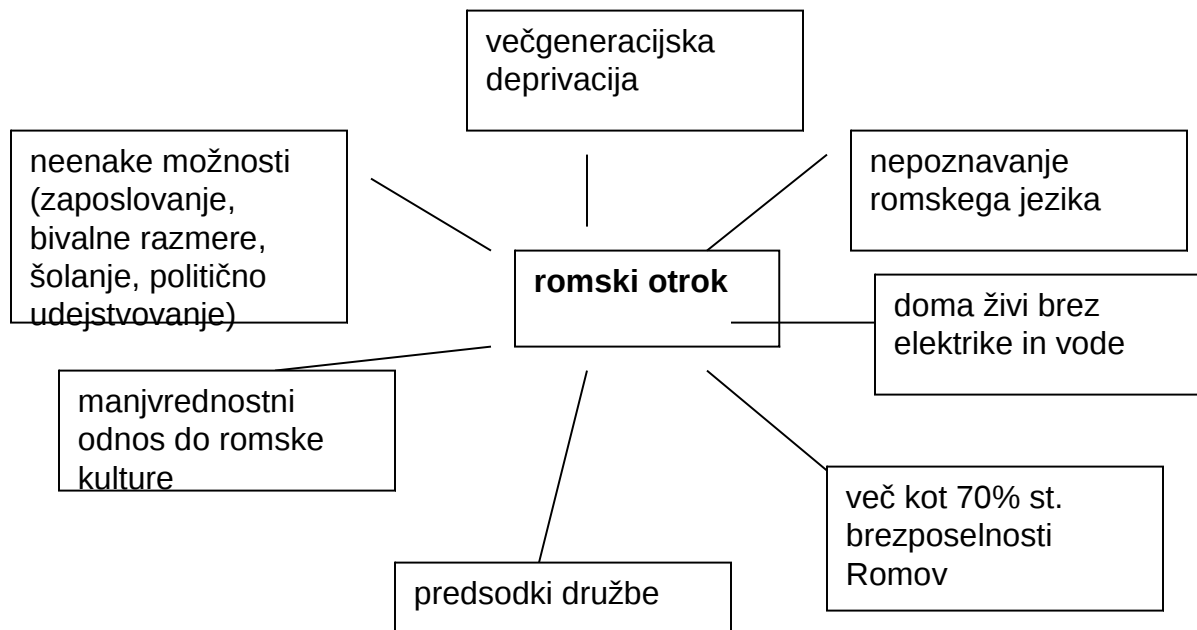 večgeneracijska
deprivacija
neenake možnosti
(zaposlovanje,
bivalne razmere,
šolanje, politično
udejstvovanje)
nepoznavanje
romskega jezika
romski otrok
doma živi brez
elektrike in vode
manjvrednostni
odnos do romske
kulture
več kot 70% st.
brezposelnosti
Romov
predsodki družbe